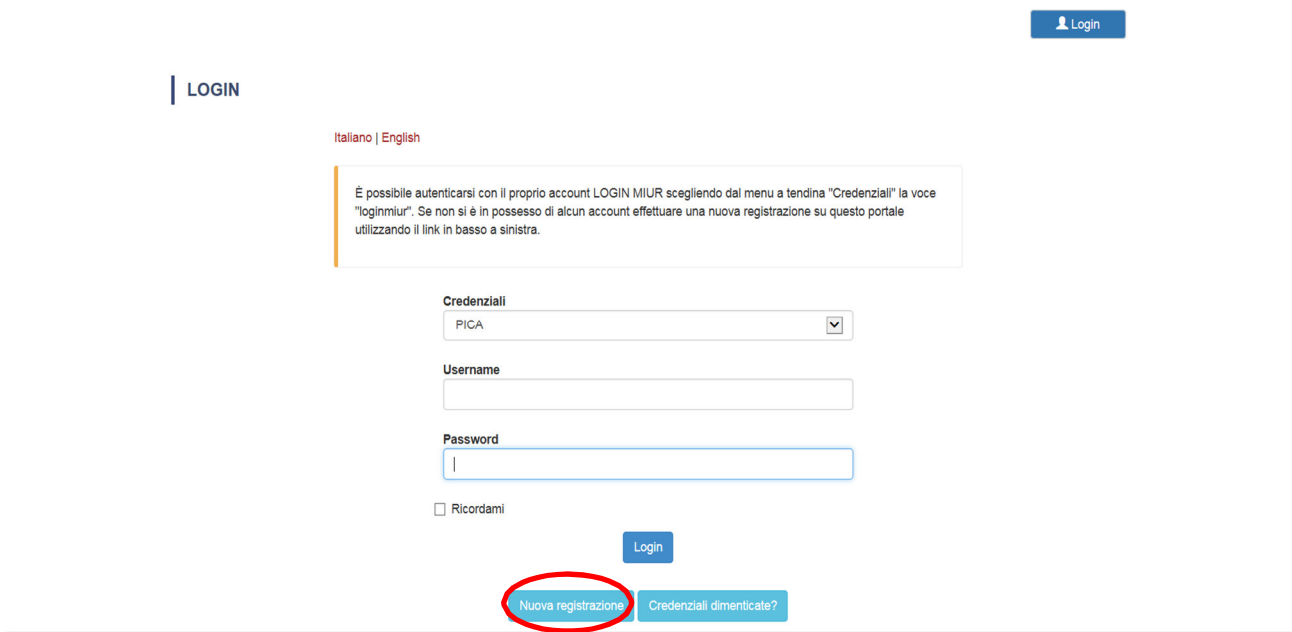 Login
LOGIN
Italiano | English
È possibile autenticarsi con il proprio account LOGIN MIUR scegliendo dal menu a tendina "Credenziali" la voce
"loginmiur". Se non si è in possesso di alcun account effettuare una nuova registrazione su questo portale
utilizzando il link in basso a sinistra.
Credenziali
PICA
Username
Password
Ricordami
Login
Nuova registrazione
Credenziali dimenticate?